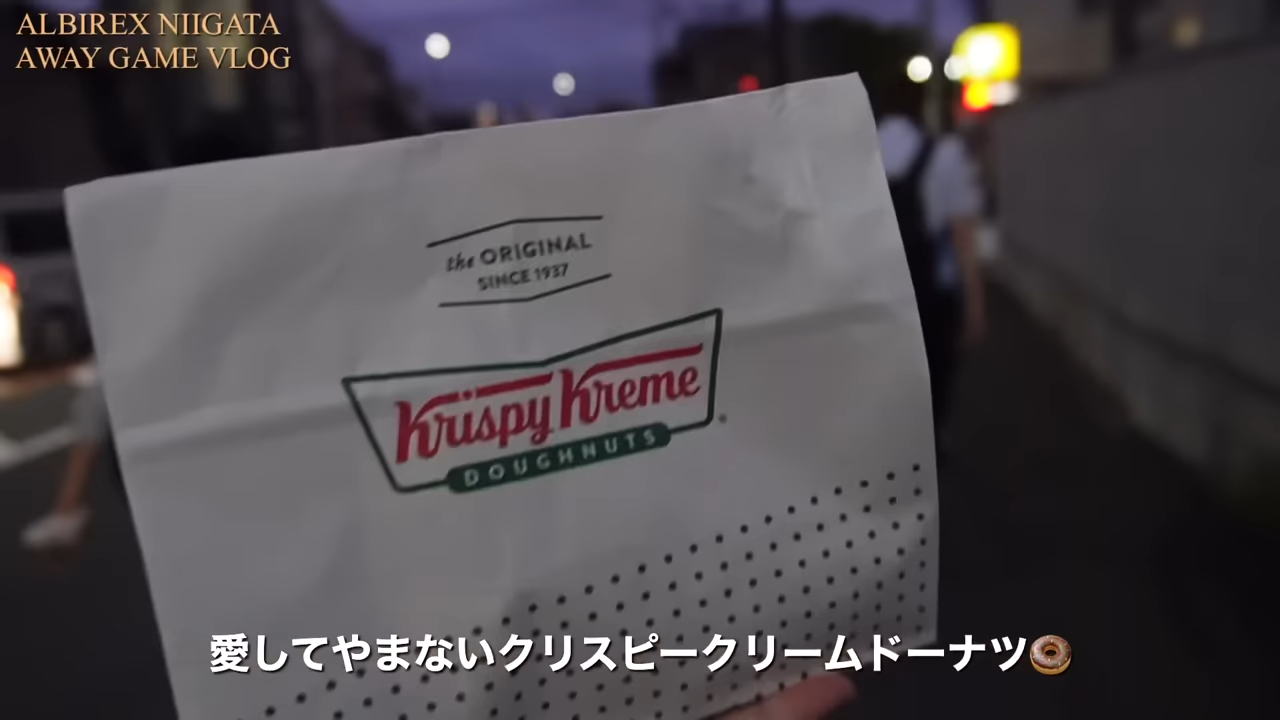 ALBIREX NIIGATA
AWAY GAME VLOG
the ORIGINAL
SINCE 1937
Krispy Kreme
DOUGHNUTS
愛してやまないクリスピークリームドーナツ🍩